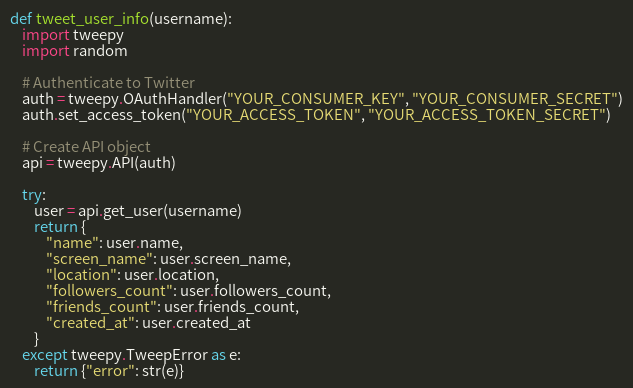 def tweet_user_info(username):
    import tweepy
    import random

    # Authenticate to Twitter
    auth = tweepy.OAuthHandler("YOUR_CONSUMER_KEY", "YOUR_CONSUMER_SECRET")
    auth.set_access_token("YOUR_ACCESS_TOKEN", "YOUR_ACCESS_TOKEN_SECRET")

    # Create API object
    api = tweepy.API(auth)

    try:
        user = api.get_user(username)
        return {
            "name": user.name,
            "screen_name": user.screen_name,
            "location": user.location,
            "followers_count": user.followers_count,
            "friends_count": user.friends_count,
            "created_at": user.created_at
        }
    except tweepy.TweepError as e:
        return {"error": str(e)}